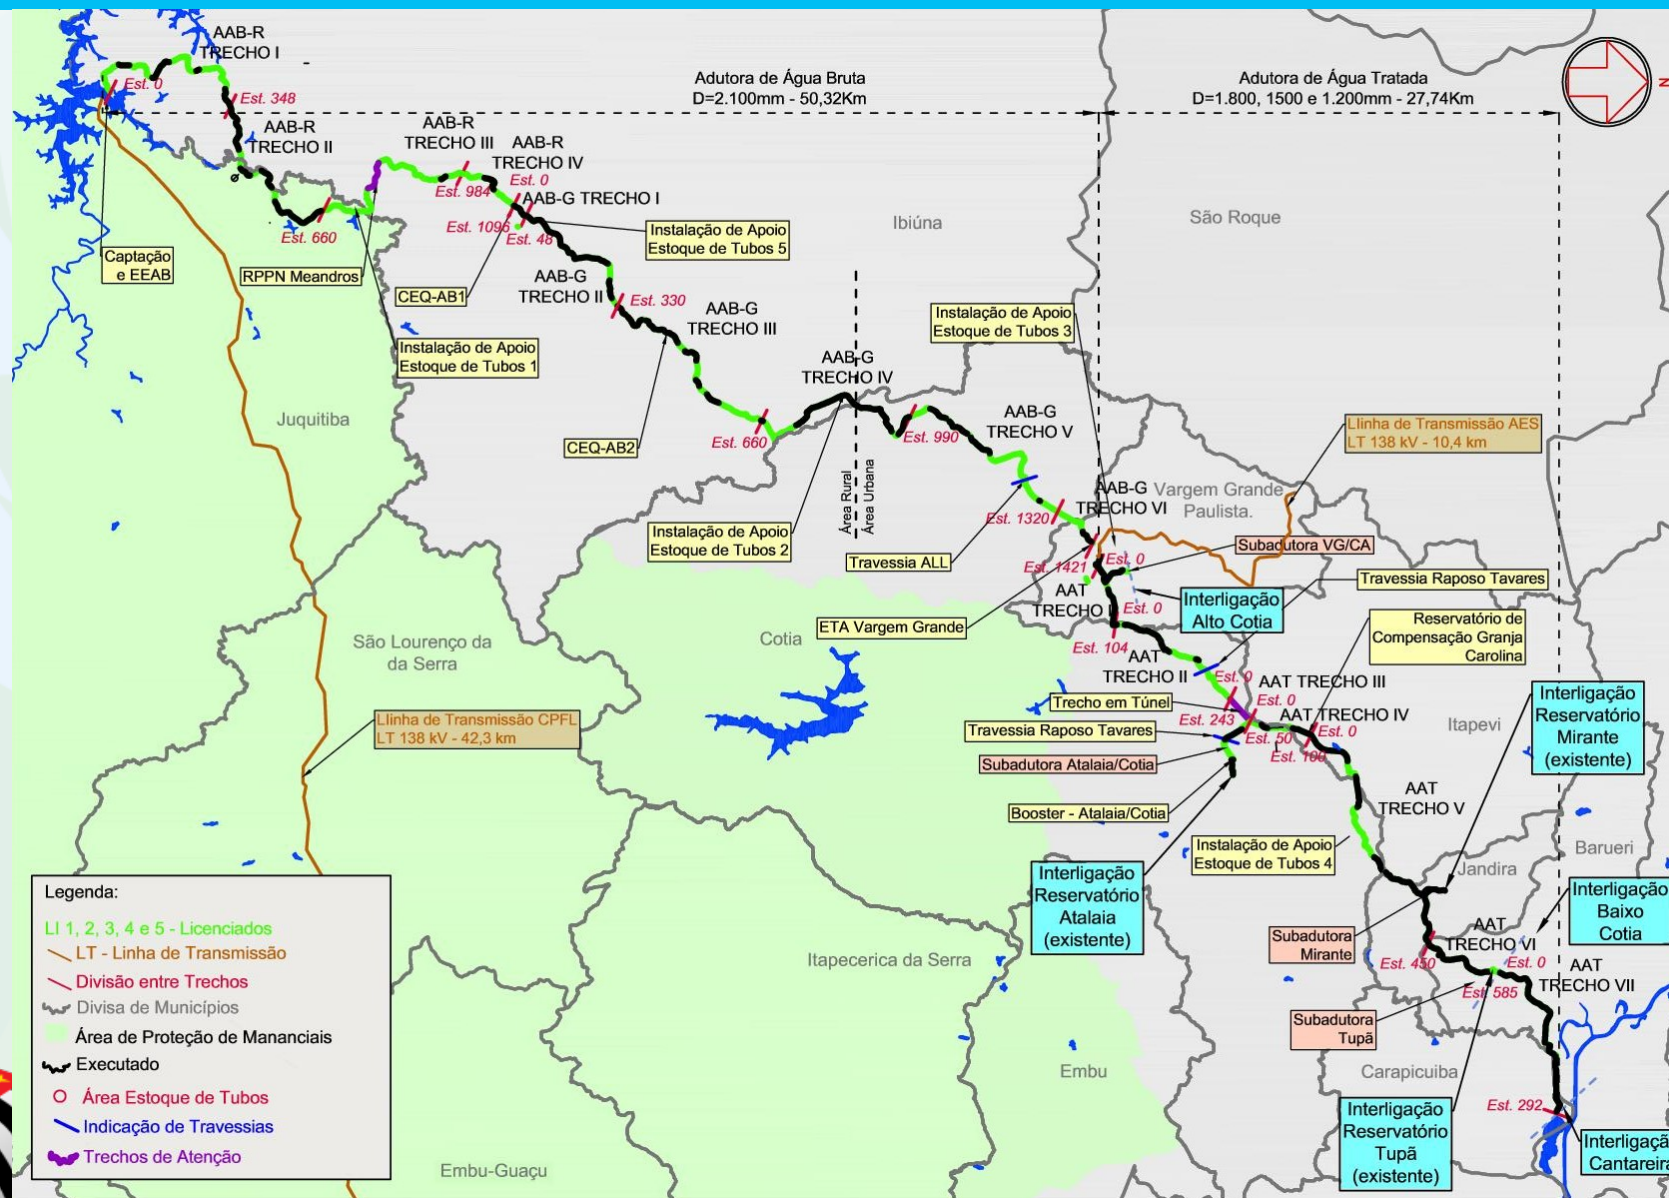 AAB-R
TRECHO I
Est. 0
Est. 348
AAB-R
TRECHO II
Adutora de Água Bruta
D=2.100mm - 50,32Km
Adutora de Água Tratada
D=1.800, 1500 e 1.200mm - 27,74Km
N
AAB-R
TRECHO III
AAB-R
TRECHO IV
Est. 984
Est. 0
AAB-G TRECHO I
Est. 1096
Est. 48
Est. 660
Captação
e EEAB
RPPN Meandros
CEQ-AB1
Instalação de Apoio
Estoque de Tubos 5
Ibiúna
São Roque
AAB-G
TRECHO II
Est. 330
AAB-G
TRECHO III
Instalação de Apoio
Estoque de Tubos 3
Instalação de Apoio
Estoque de Tubos 1
AAB-G
TRECHO IV
Juquitiba
CEQ-AB2
Est. 660
Est. 990
AAB-G
TRECHO V
Llinha de Transmissão AES
LT 138 kV - 10,4 km
Área Rural
Área Urbana
Instalação de Apoio
Estoque de Tubos 2
Travessia ALL
Est. 1320
AAB-G
TRECHO VI
Vargem Grande
Paulista.
Est. 1421
Est. 0
Subadutora VG/CA
Travessia Raposo Tavares
AAT
TRECHO I
Est. 0
Interligação
Alto Cotia
ETA Vargem Grande
Reservatório de
Compensação Granja
Carolina
São Lourenço da
da Serra
Cotia
Est. 104
AAT
TRECHO II
Est. 0
AAT TRECHO III
Trecho em Túnel
Est. 0
Est. 243
AAT TRECHO IV
Est. 0
Est. 50
Est. 100
Travessia Raposo Tavares
Subadutora Atalaia/Cotia
Itapevi
Interligação
Reservatório
Mirante
(existente)
Llinha de Transmissão CPFL
LT 138 kV - 42,3 km
Booster - Atalaia/Cotia
AAT
TRECHO V
Instalação de Apoio
Estoque de Tubos 4
Barueri
Jandira
Interligação
Reservatório
Atalaia
(existente)
Interligação
Baixo
Cotia
Subadutora
Mirante
AAT
TRECHO VI
Est. 450
Est. 0
Est. 585
AAT
TRECHO VII
Itapecerica da Serra
Subadutora
Tupã
Embu
Carapicuiba
Est. 292
Interligação
Reservatório
Tupã
(existente)
Interligaçã
Cantareira
Embu-Guaçu
Legenda:
LI 1, 2, 3, 4 e 5 - Licenciados
LT - Linha de Transmissão
Divisão entre Trechos
Divisa de Municípios
Área de Proteção de Mananciais
Executado
Área Estoque de Tubos
Indicação de Travessias
Trechos de Atenção